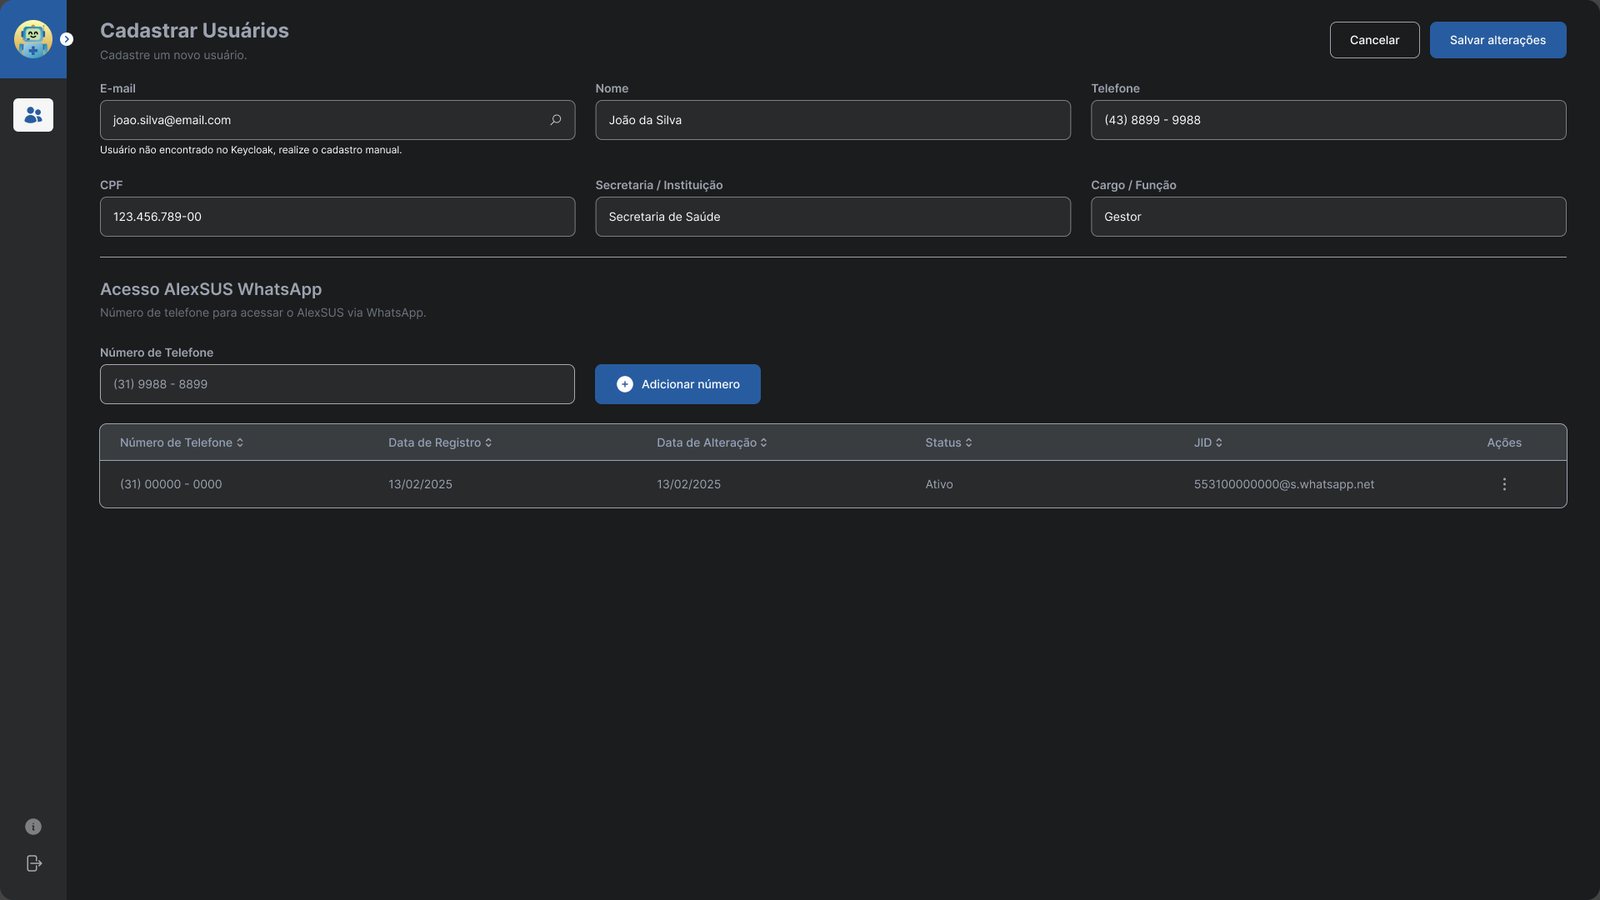 Cadastrar Usuários
Cadastre um novo usuário.
Cancelar
Salvar alterações
E-mail
Nome
Telefone
joao.silva@email.com
João da Silva
(43) 8899 - 9988
Usuário não encontrado no Keycloak, realize o cadastro manual.
CPF
Secretaria / Instituição
Cargo / Função
123.456.789-00
Secretaria de Saúde
Gestor
Acesso AlexSUS WhatsApp
Número de telefone para acessar o AlexSUS via WhatsApp.
Número de Telefone
(31) 9988 - 8899
Adicionar número
Número de Telefone
Data de Registro
Data de Alteração
Status
JID
Ações
(31) 00000 - 0000
13/02/2025
13/02/2025
Ativo
553100000000@s.whatsapp.net